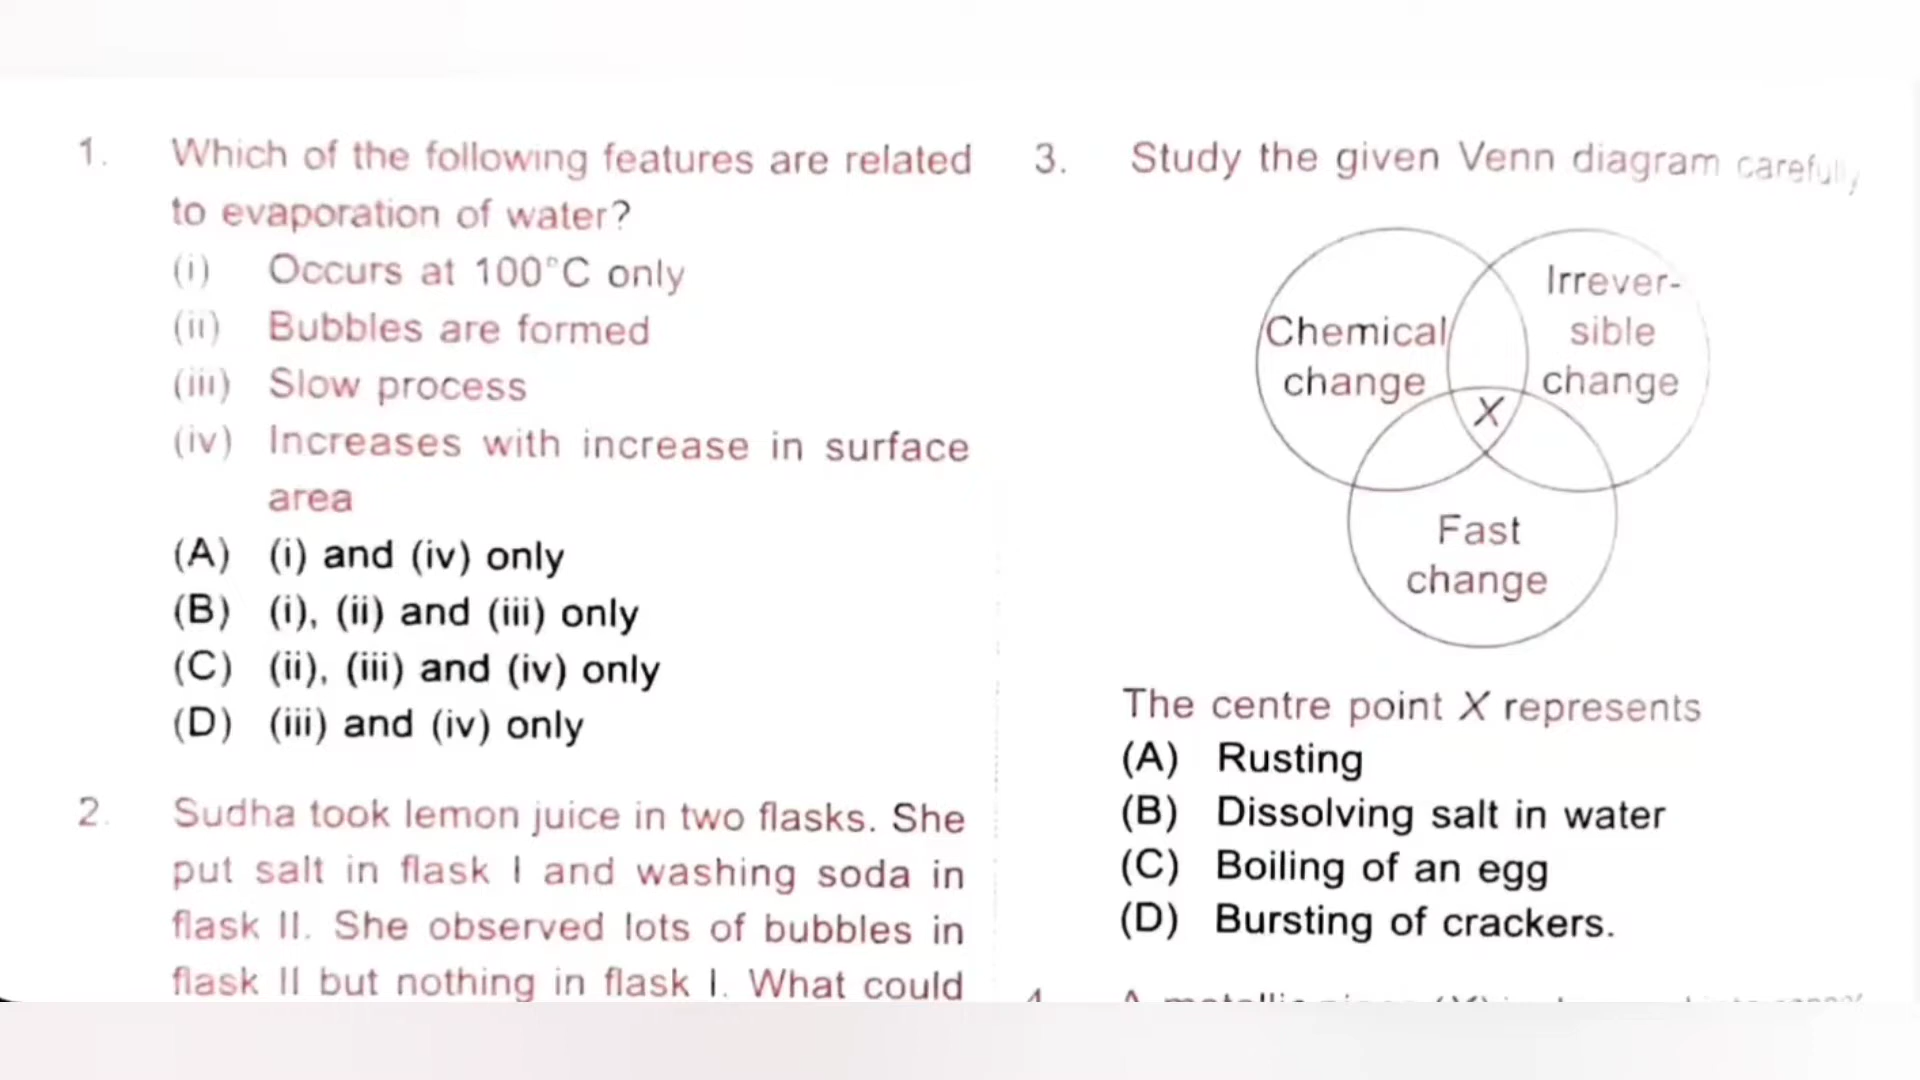 1. Which of the following features are related
to evaporation of water?
(i) Occurs at 100°C only
(ii) Bubbles are formed
(iii) Slow process
(iv) Increases with increase in surface
area
(A) (i) and (iv) only
(B) (i), (ii) and (iii) only
(C) (ii), (iii) and (iv) only
(D) (iii) and (iv) only
2. Sudha took lemon juice in two flasks. She
put salt in flask I and washing soda in
flask II. She observed lots of bubbles in
flask II but nothing in flask I. What could
3. Study the given Venn diagram carefully
Chemical
change
Irrever-
sible
change
X
Fast
change
The centre point X represents
(A) Rusting
(B) Dissolving salt in water
(C) Boiling of an egg
(D) Bursting of crackers.